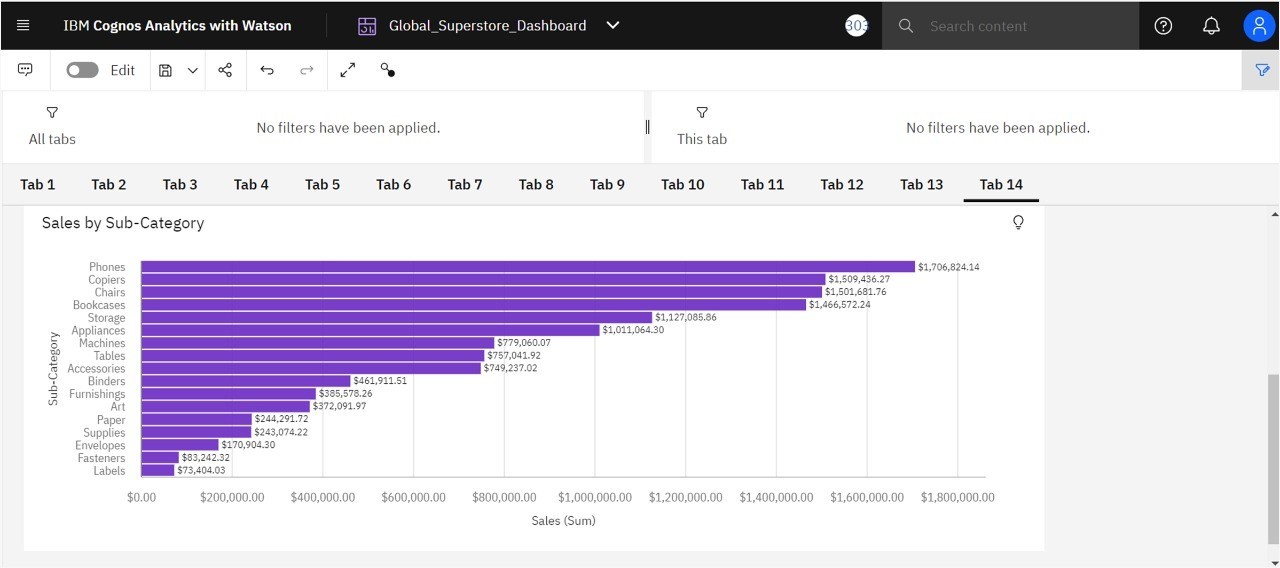 IBM Cognos Analytics with Watson
Global_Superstore_Dashboard
303
Search content
Edit
All tabs
No filters have been applied.
This tab
No filters have been applied.
Tab 1 Tab 2 Tab 3 Tab 4 Tab 5 Tab 6 Tab 7 Tab 8 Tab 9 Tab 10 Tab 11 Tab 12 Tab 13 Tab 14
Sales by Sub-Category
Sub-Category
Phones $1,706,824.14
Copiers $1,509,436.27
Chairs $1,501,681.76
Bookcases $1,466,572.24
Storage $1,127,085.86
Appliances $1,011,064.30
Machines $779,060.07
Tables $757,041.92
Accessories $749,237.02
Binders $461,911.51
Furnishings $385,578.26
Art $372,091.97
Paper $244,291.72
Supplies $243,074.22
Envelopes $170,904.30
Fasteners $83,242.32
Labels $73,404.03
$0.00 $200,000.00 $400,000.00 $600,000.00 $800,000.00 $1,000,000.00 $1,200,000.00 $1,400,000.00 $1,600,000.00 $1,800,000.00
Sales (Sum)